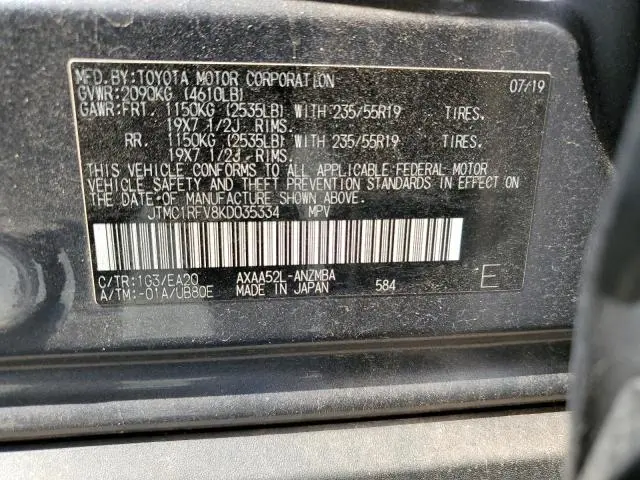 MFD.BY:TOYOTA MOTOR CORPORATION 07/19
GVWR:2090KG (4610LB)
GAWR:FRT. 1150KG (2535LB) WITH 235/55R19 TIRES.
19X7 1/2J RIMS.
RR. 1150KG (2535LB) WITH 235/55R19 TIRES.
19X7 1/2J RIMS.
THIS VEHICLE CONFORMS TO ALL APPLICABLE FEDERAL MOTOR
VEHICLE SAFETY AND THEFT PREVENTION STANDARDS IN EFFECT ON
THE DATE OF MANUFACTURE SHOWN ABOVE.
JTMC1RFV8KD035334 MPV
C/TR:1G3/EA20 AXAA52L-ANZMBA
A/TM:-01A/UB80E MADE IN JAPAN 584 E